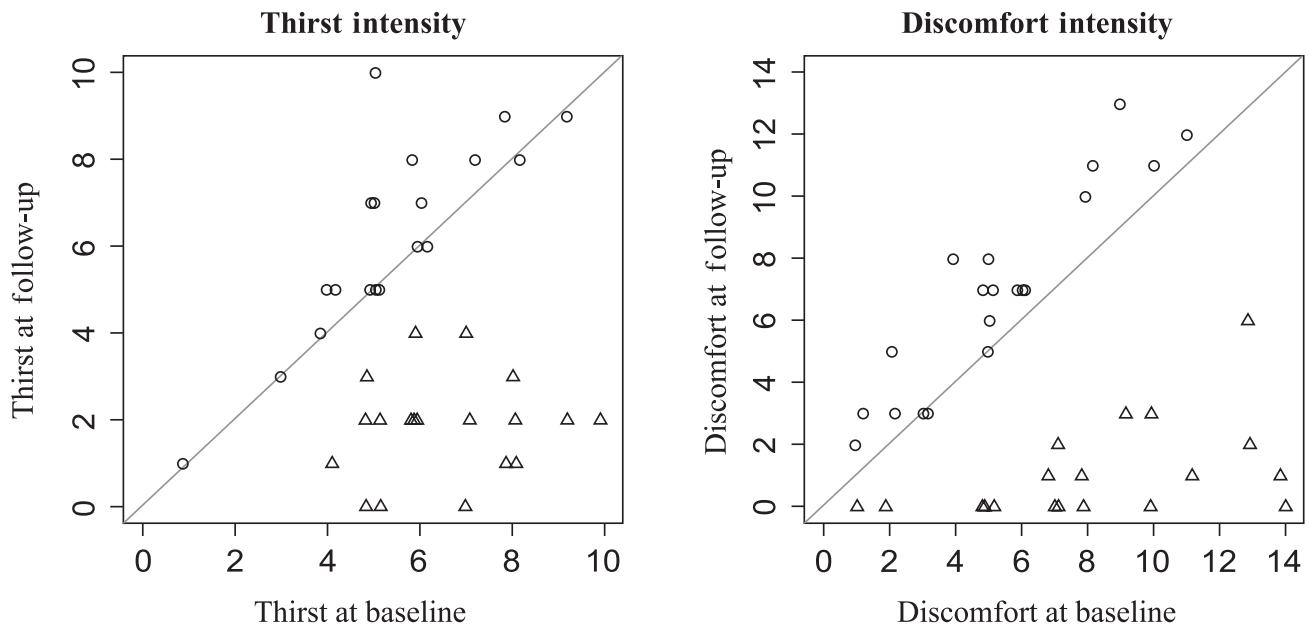 Thirst intensity
Thirst at follow-up
10
8
6
4
2
0
0 2 4 6 8 10
Thirst at baseline
Discomfort intensity
Discomfort at follow-up
14
12
10
8
6
4
2
0
0 2 4 6 8 10 12 14
Discomfort at baseline